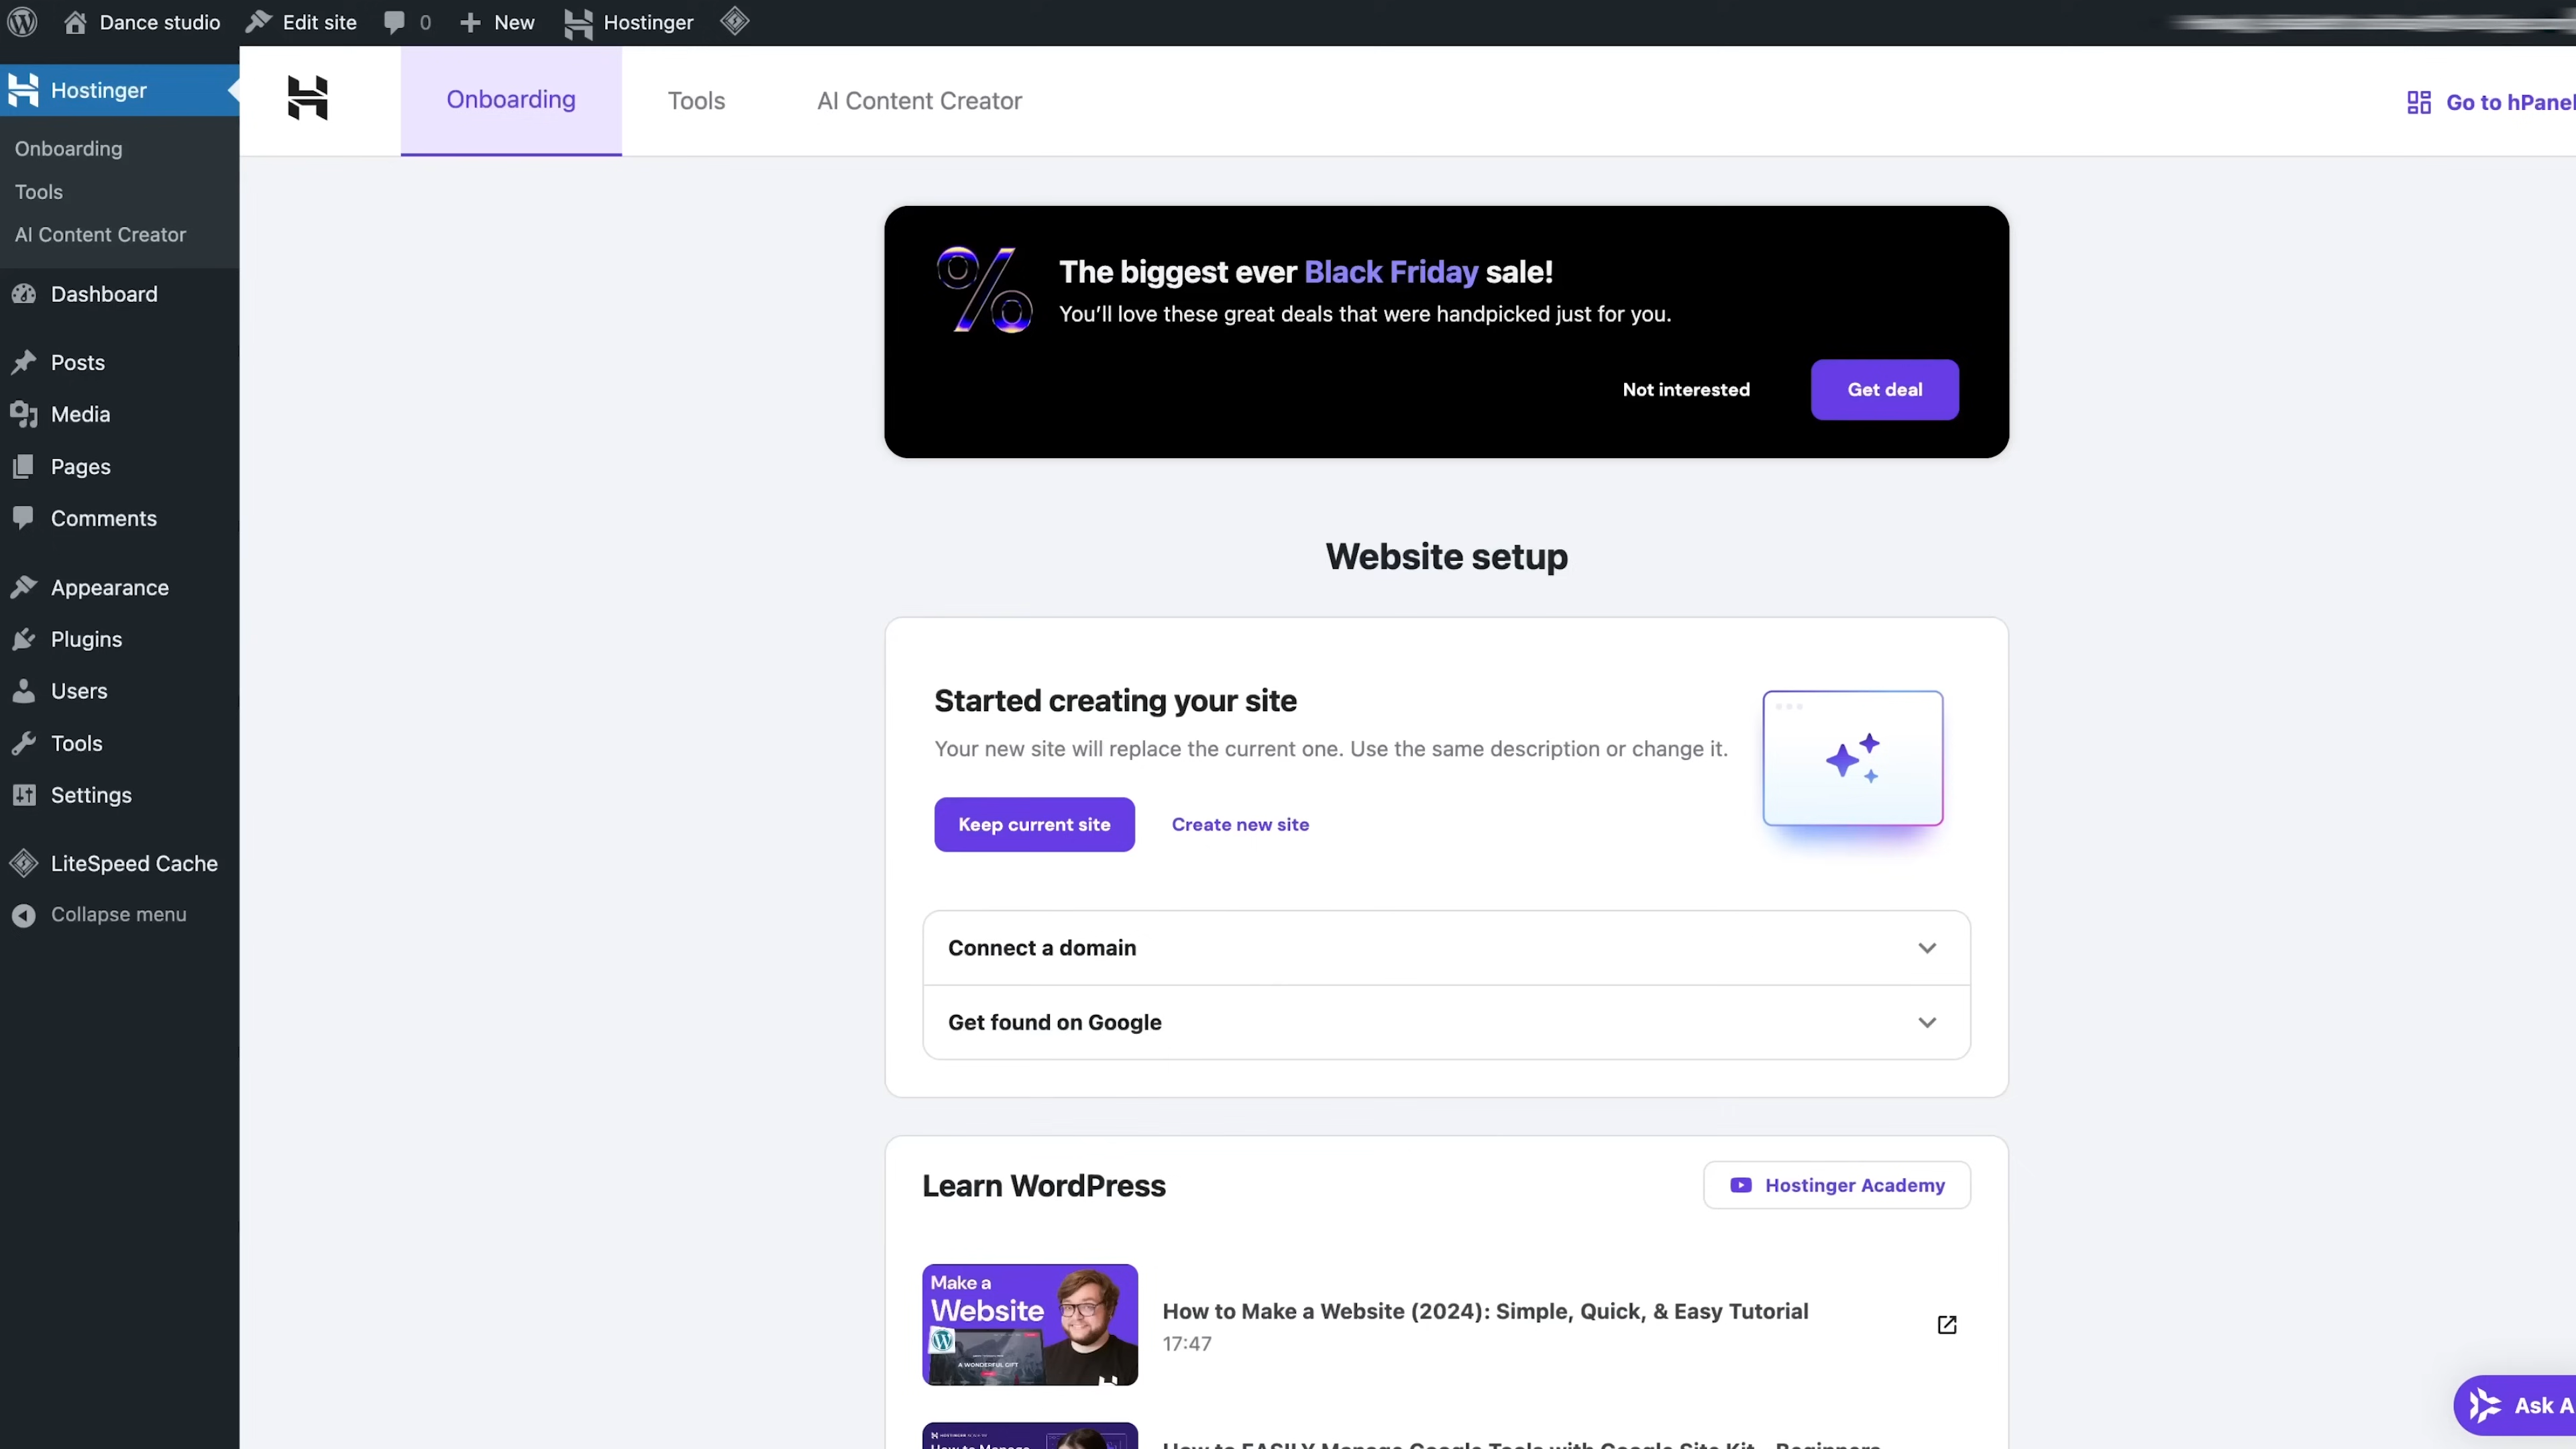 Dance studio
Edit site
0
New
Hostinger
Hostinger
Onboarding
Tools
AI Content Creator
Dashboard
Posts
Media
Pages
Comments
Appearance
Plugins
Users
Tools
Settings
LiteSpeed Cache
Collapse menu
Onboarding
Tools
AI Content Creator
Go to hPanel
The biggest ever Black Friday sale!
You’ll love these great deals that were handpicked just for you.
Not interested
Get deal
Website setup
Started creating your site
Your new site will replace the current one. Use the same description or change it.
Keep current site
Create new site
Connect a domain
Get found on Google
Learn WordPress
Hostinger Academy
Make a
Website
A WONDERFUL GIFT
How to Make a Website (2024): Simple, Quick, & Easy Tutorial
17:47
HOSTINGER ACADEMY
How to Manage
How to EASILY Manage Google Tools with Google Site Kit - Beginners
Ask A